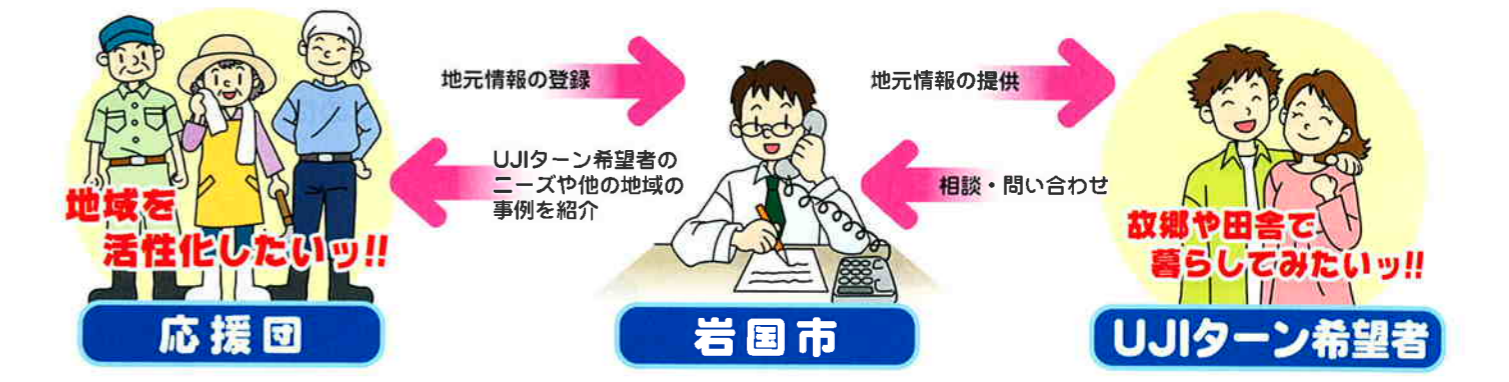 地元情報の登録
UJIターン希望者の
ニーズや他の地域の
事例を紹介
地域を
活性化したいッ!!
応援団
地元情報の提供
相談・問い合わせ
岩国市
故郷や田舎で
暮らしてみたいッ!!
UJIターン希望者